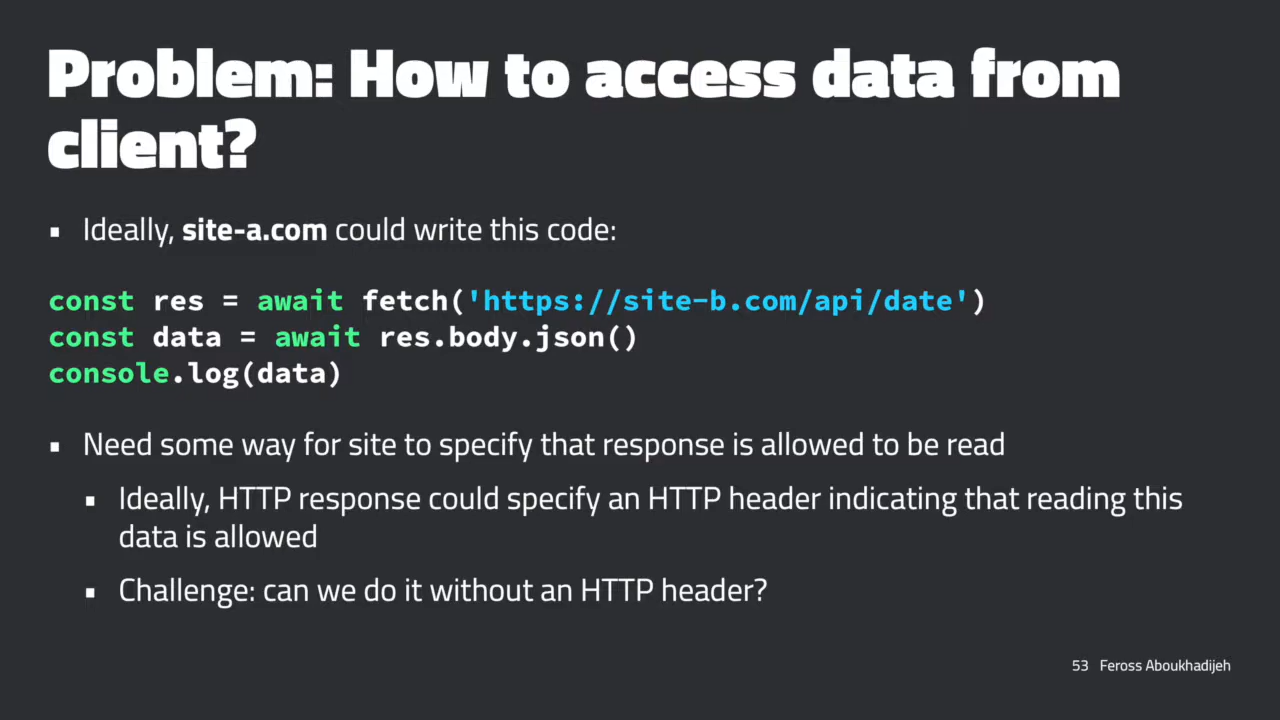 Problem: How to access data from
client?
▪ Ideally, site-a.com could write this code:
const res = await fetch('https://site-b.com/api/date')
const data = await res.body.json()
console.log(data)
▪ Need some way for site to specify that response is allowed to be read
▪ Ideally, HTTP response could specify an HTTP header indicating that reading this
data is allowed
▪ Challenge: can we do it without an HTTP header?
53 Feross Aboukhadijeh